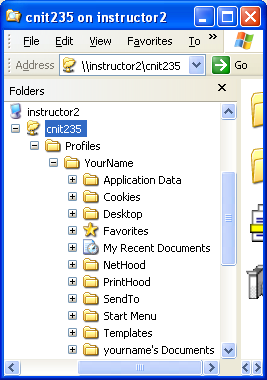 cnit235 on instructor2
File Edit View Favorites To »
Address \\instructor2\cnit235 Go
Folders
instructor2
cnit235
Profiles
YourName
Application Data
Cookies
Desktop
Favorites
My Recent Documents
NetHood
PrintHood
SendTo
Start Menu
Templates
yourname's Documents